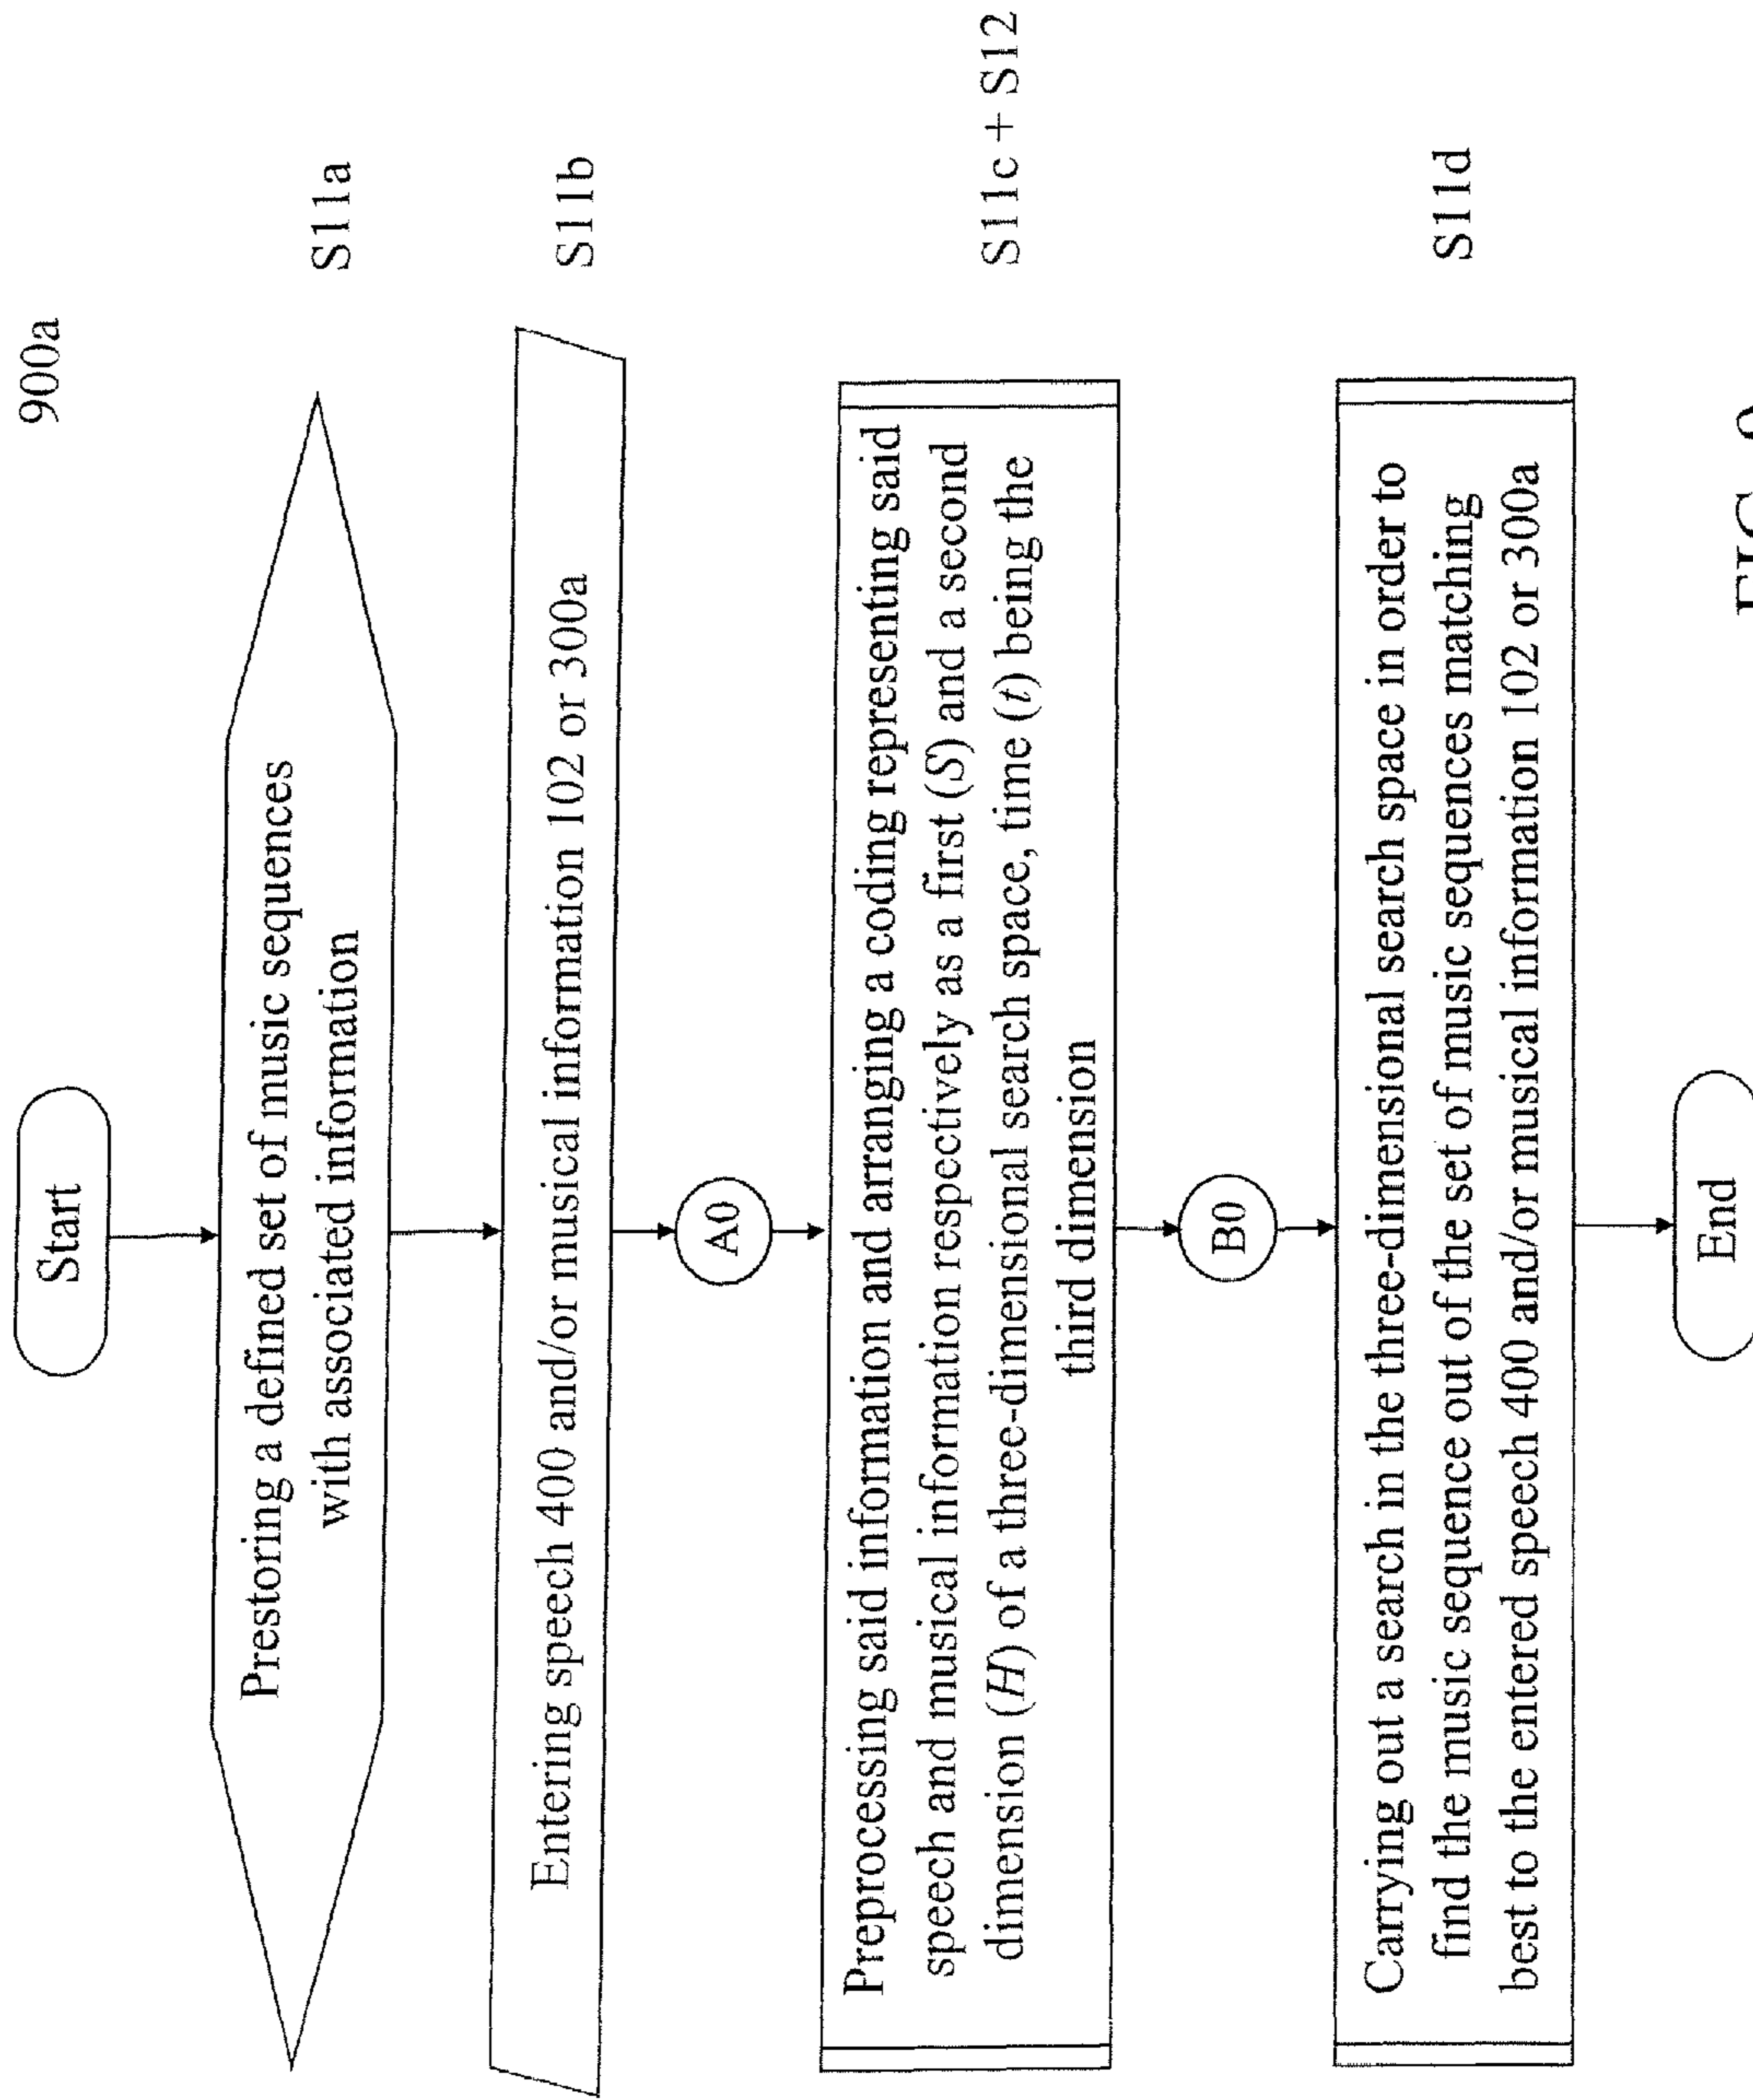 900a
Start
Prestoring a defined set of music sequences
with associated information
S11a
Entering speech 400 and/or musical information 102 or 300a
S11b
A0
Preprocessing said information and arranging a coding representing said
speech and musical information respectively as a first (S) and a second
dimension (H) of a three-dimensional search space, time (t) being the
third dimension
S11c + S12
B0
Carrying out a search in the three-dimensional search space in order to
find the music sequence out of the set of music sequences matching
best to the entered speech 400 and/or musical information 102 or 300a
S11d
End